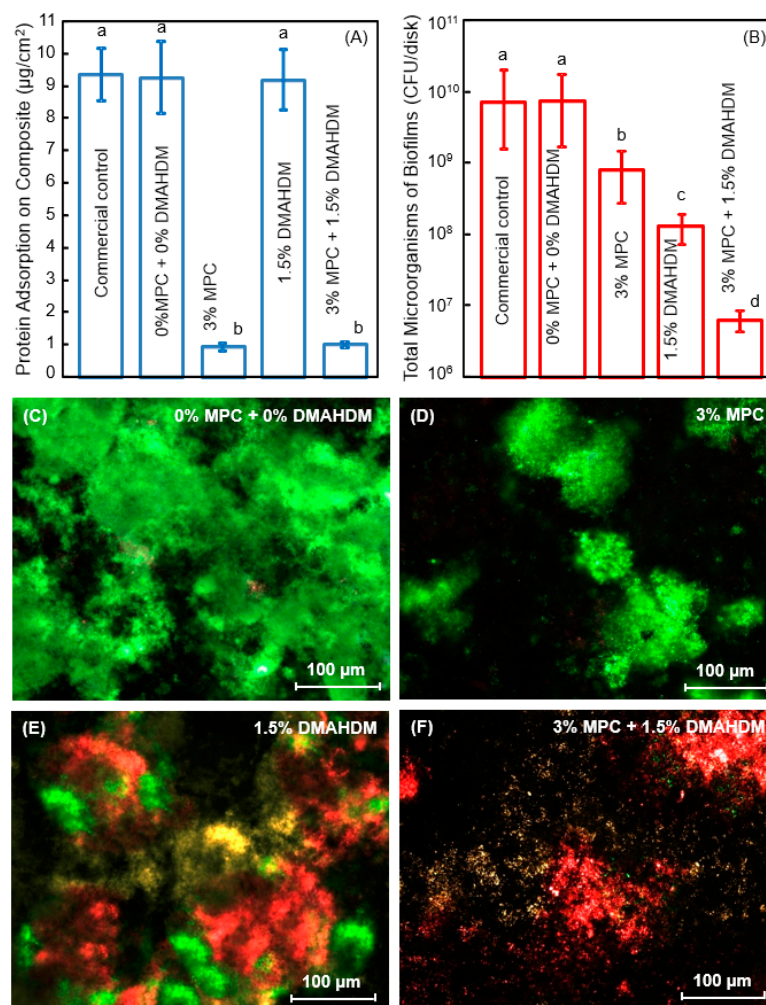 Protein Adsorption on Composite (µg/cm²)
11
10
9
8
7
6
5
4
3
2
1
0
(A)
a
a
b
a
b
Commercial control
0%MPC + 0% DMAHDM
3% MPC
1.5% DMAHDM
3% MPC + 1.5% DMAHDM
Total Microorganisms of Biofilms (CFU/disk)
10¹¹
10¹⁰
10⁹
10⁸
10⁷
10⁶
(B)
a
a
b
c
d
Commercial control
0% MPC + 0% DMAHDM
3% MPC
1.5% DMAHDM
3% MPC + 1.5% DMAHDM
(C) 0% MPC + 0% DMAHDM
100 µm
(D) 3% MPC
100 µm
(E) 1.5% DMAHDM
100 µm
(F) 3% MPC + 1.5% DMAHDM
100 µm